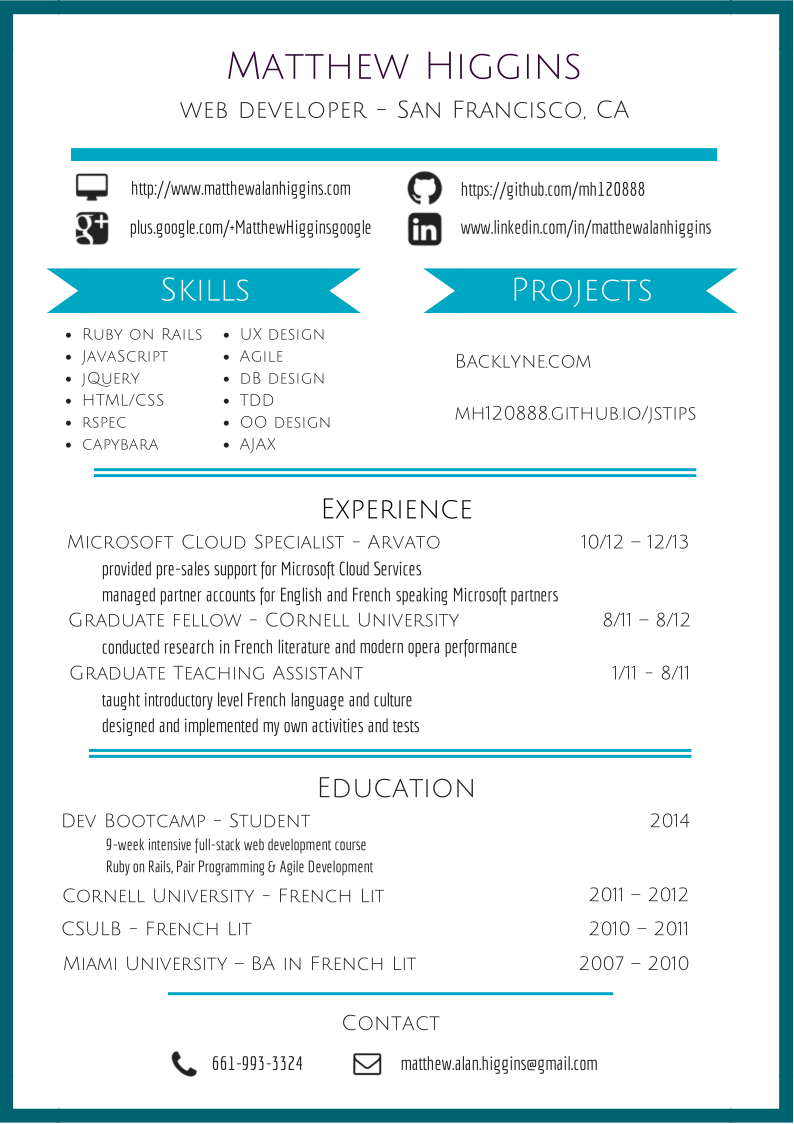 Matthew Higgins
web developer - San Francisco, CA
http://www.matthewalanhiggins.com
https://github.com/mh120888
plus.google.com/+MatthewHigginsgoogle
www.linkedin.com/in/matthewalanhiggins
Skills
Projects
• Ruby on Rails
• JavaScript
• jQuery
• HTML/CSS
• rspec
• capybara
• UX design
• Agile
• dB design
• TDD
• OO design
• AJAX
Backlyne.com
mh120888.github.io/jstips
Experience
Microsoft Cloud Specialist - Arvato 10/12 – 12/13
provided pre-sales support for Microsoft Cloud Services
managed partner accounts for English and French speaking Microsoft partners
Graduate fellow - COrnell University 8/11 – 8/12
conducted research in French literature and modern opera performance
Graduate Teaching Assistant 1/11 - 8/11
taught introductory level French language and culture
designed and implemented my own activities and tests
Education
Dev Bootcamp - Student 2014
9-week intensive full-stack web development course
Ruby on Rails, Pair Programming & Agile Development
Cornell University - French Lit 2011 – 2012
CSULB - French Lit 2010 – 2011
Miami University – BA in French Lit 2007 – 2010
Contact
661-993-3324
matthew.alan.higgins@gmail.com